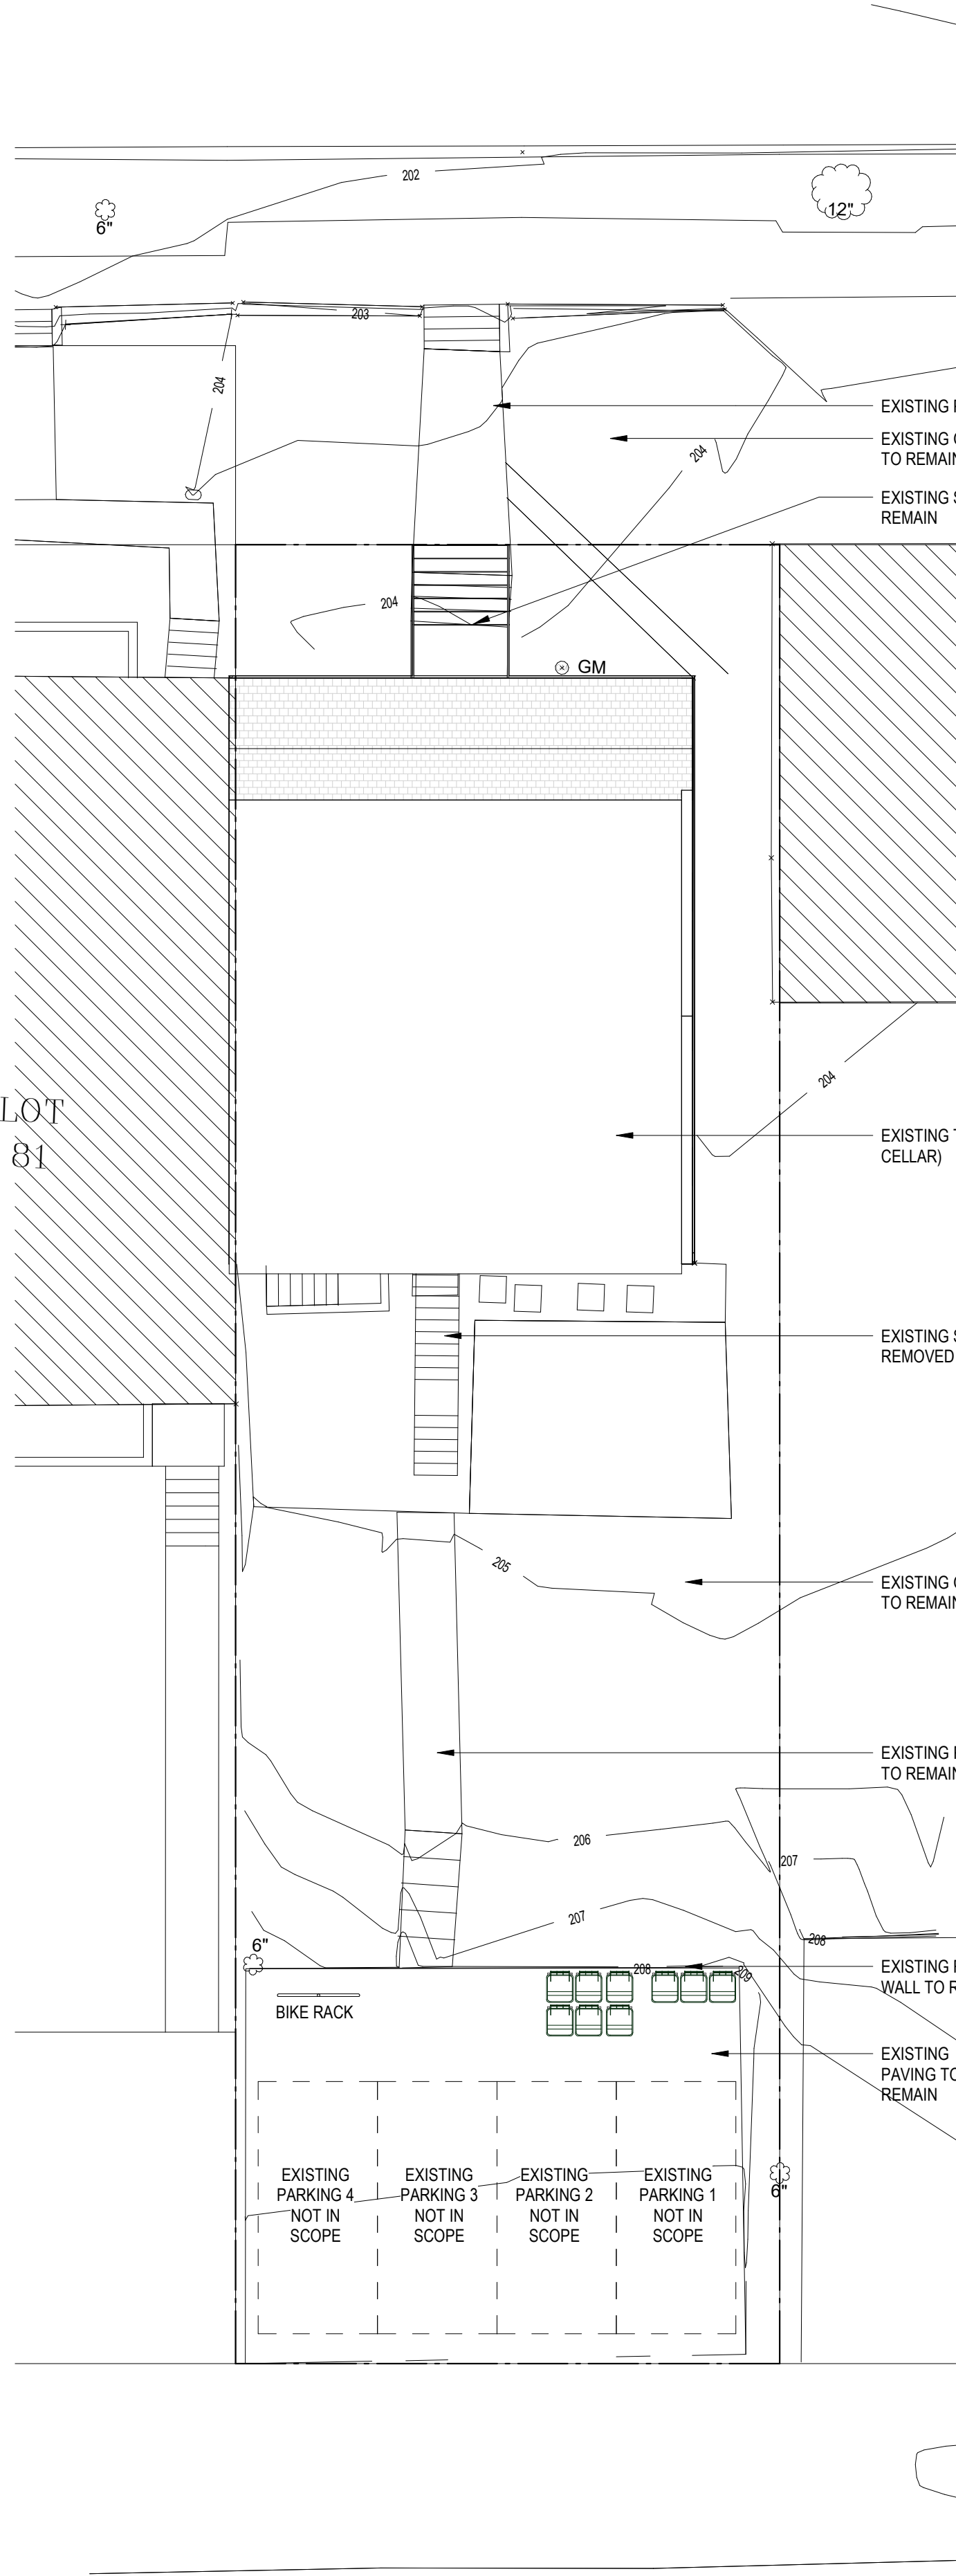 202
6"
12"
203
204
EXISTING
EXISTING
TO REMAIN
204
EXISTING
REMAIN
204
GM
204
LOT
81
EXISTING
CELLAR)
EXISTING
REMOVED
205
EXISTING
TO REMAIN
EXISTING
TO REMAIN
206
207
207
208
6"
208
209
EXISTING
WALL TO
BIKE RACK
EXISTING
PAVING TO
REMAIN
6"
EXISTING
PARKING 4
NOT IN
SCOPE
EXISTING
PARKING 3
NOT IN
SCOPE
EXISTING
PARKING 2
NOT IN
SCOPE
EXISTING
PARKING 1
NOT IN
SCOPE